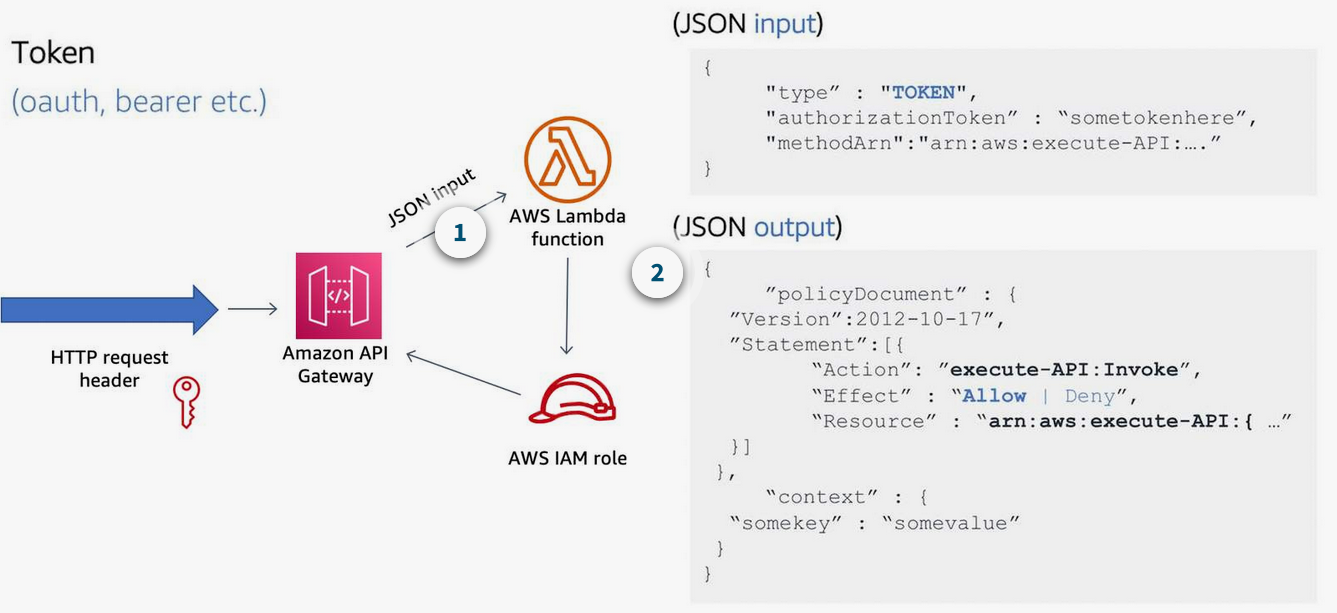 Token
(oauth, bearer etc.)
HTTP request
header
Amazon API
Gateway
JSON input
1
AWS Lambda
function
AWS IAM role
(JSON input)
{
"type” : "TOKEN",
"authorizationToken” : “sometokenhere”,
"methodArn":"arn:aws:execute-API:….”
}
(JSON output)
2
{
”policyDocument” : {
”Version”:2012-10-17”,
”Statement”:[{
“Action": ”execute-API:Invoke”,
“Effect” : “Allow | Deny”,
“Resource” : “arn:aws:execute-API:{ …”
}]
},
“context” : {
“somekey” : “somevalue”
}
}